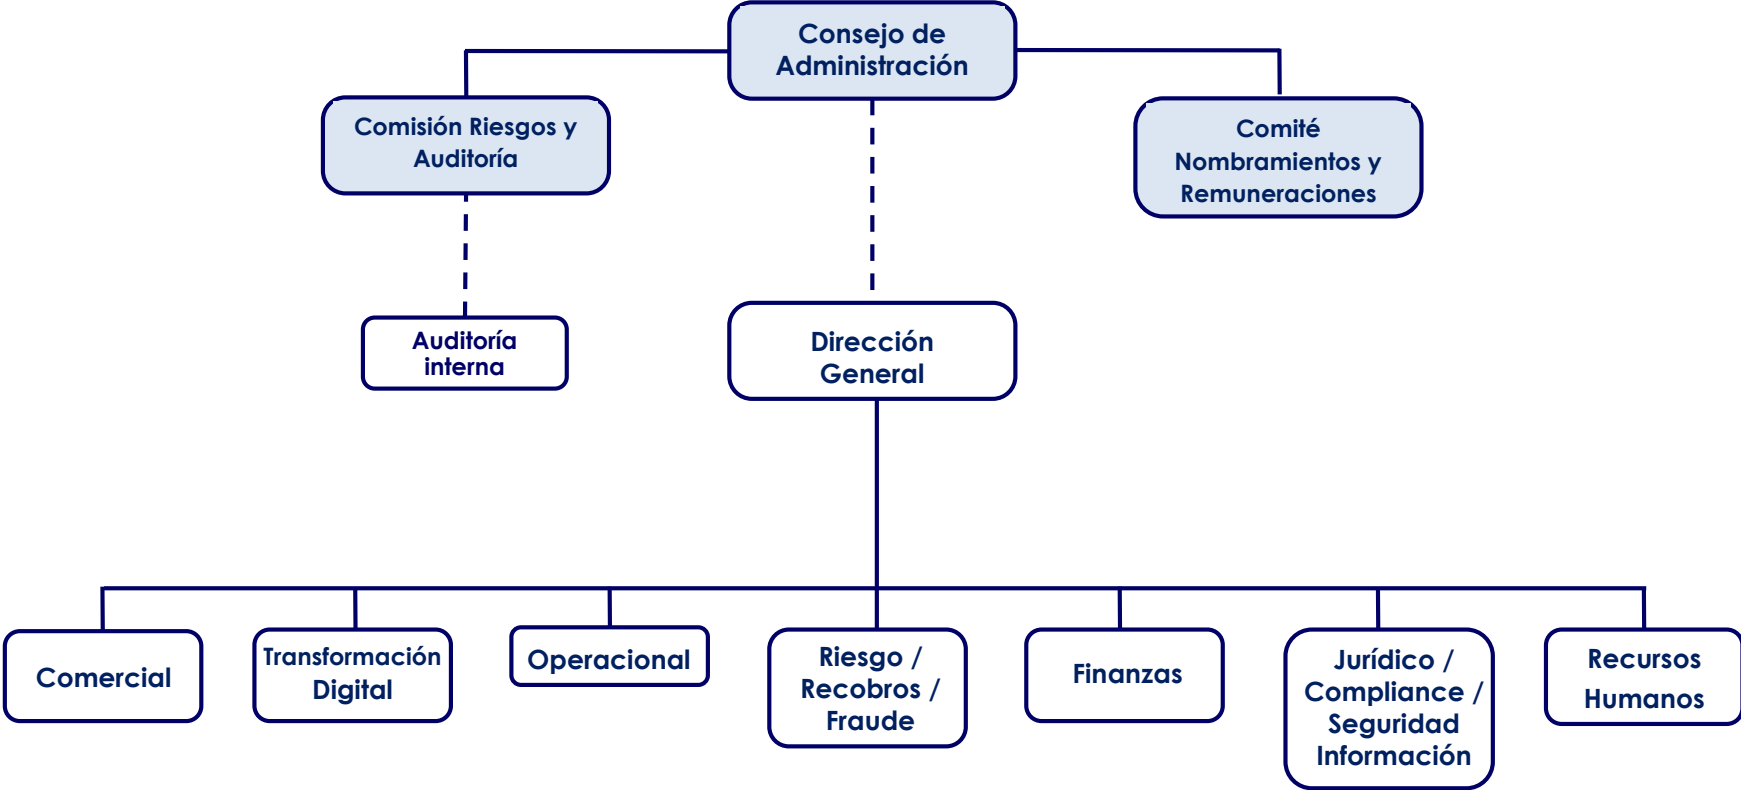 Consejo de
Administración
Comisión Riesgos y
Auditoría
Comité
Nombramientos y
Remuneraciones
Auditoría
interna
Dirección
General
Comercial
Transformación
Digital
Operacional
Riesgo /
Recobros /
Fraude
Finanzas
Jurídico /
Compliance /
Seguridad
Información
Recursos
Humanos